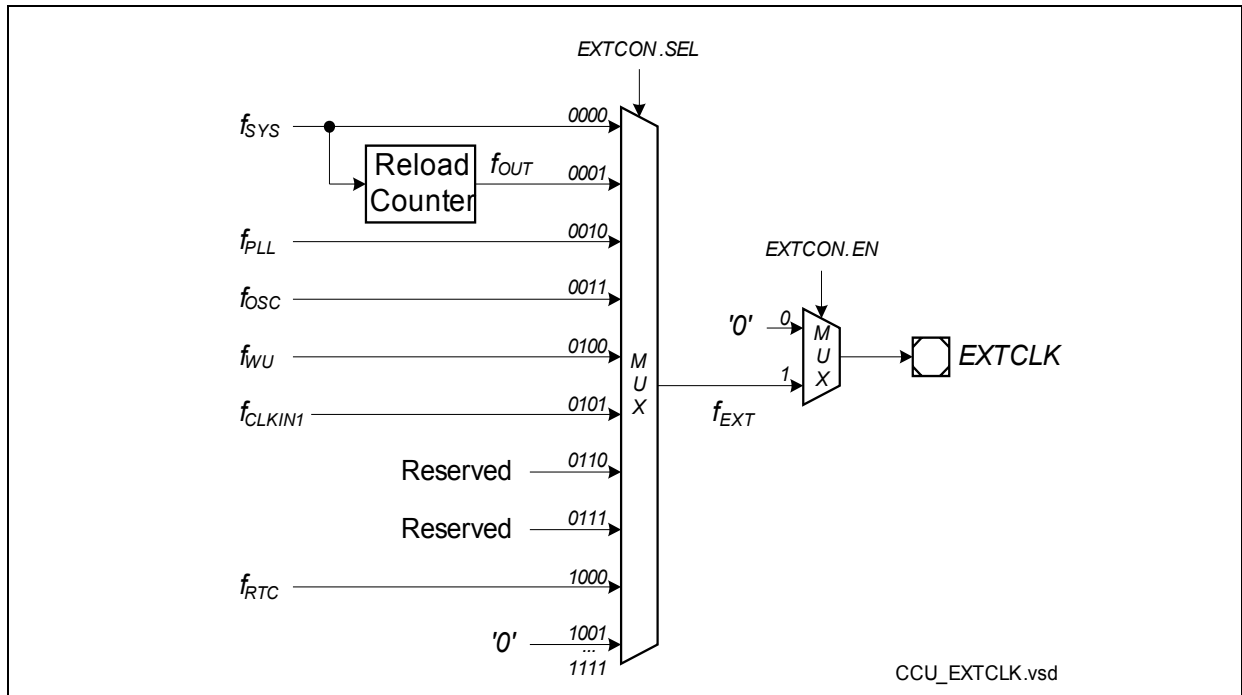 EXTCON.SEL
fSYS 0000
Reload
Counter
fOUT 0001
fPLL 0010
EXTCON.EN
fOSC 0011
'0' 0
fWU 0100
M
U
X
M
U
X
EXTCLK
1
fEXT
fCLKIN1 0101
Reserved 0110
Reserved 0111
fRTC 1000
'0' 1001
...
1111
CCU_EXTCLK.vsd